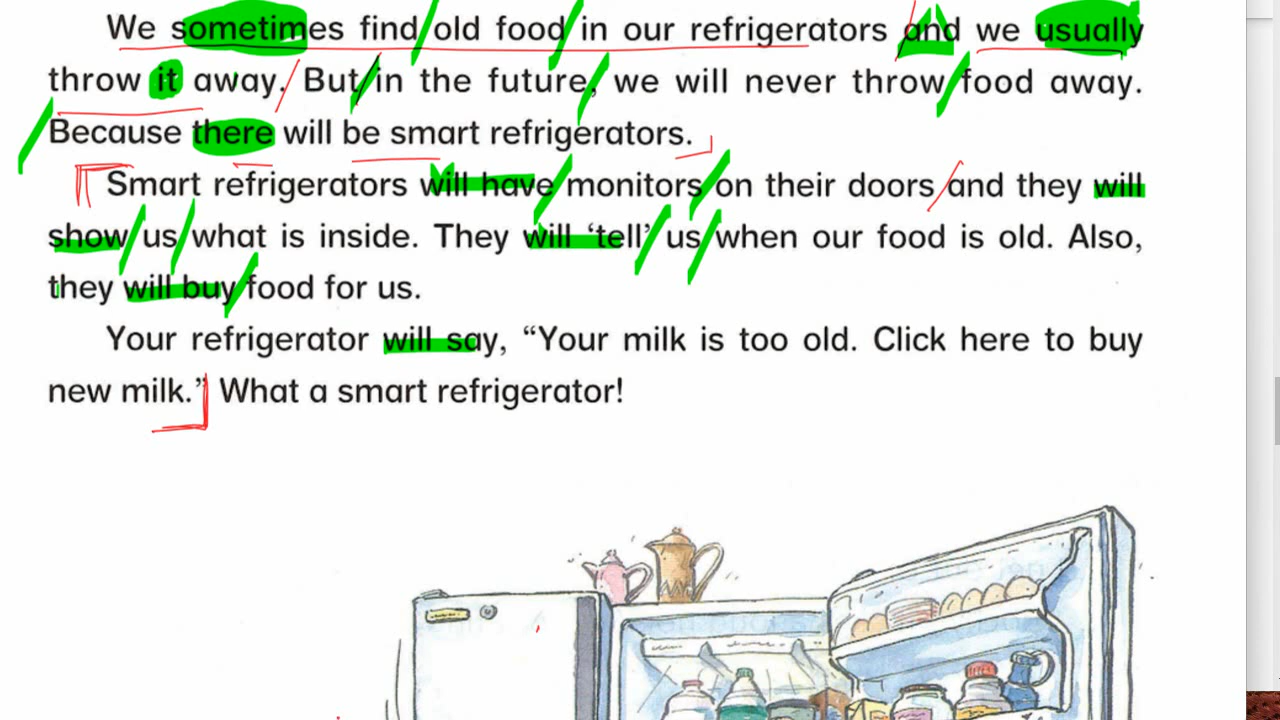 We sometimes find old food in our refrigerators and we usually
throw it away. But in the future, we will never throw food away.
Because there will be smart refrigerators.
Smart refrigerators will have monitors on their doors and they will
show us what is inside. They will ‘tell’ us when our food is old. Also,
they will buy food for us.
Your refrigerator will say, “Your milk is too old. Click here to buy
new milk.” What a smart refrigerator!